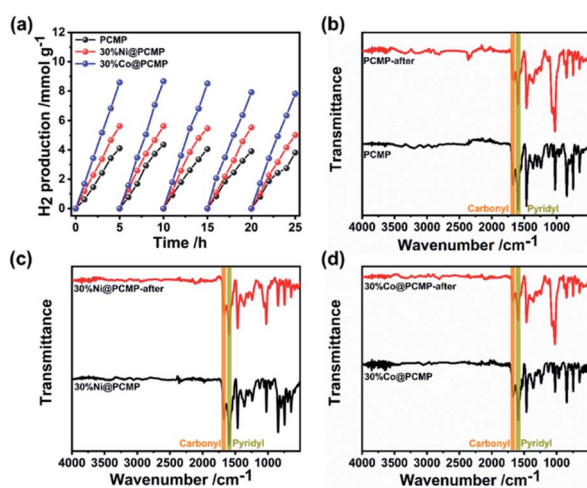 (a)
PCMP
30%Ni@PCMP
30%Co@PCMP
H2 production /mmol g-1
12
10
8
6
4
2
0
0 5 10 15 20 25
Time /h
(b)
PCMP-after
PCMP
Carbonyl Pyridyl
Transmittance
4000 3500 3000 2500 2000 1500 1000
Wavenumber /cm-1
(c)
30%Ni@PCMP-after
30%Ni@PCMP
Carbonyl Pyridyl
Transmittance
4000 3500 3000 2500 2000 1500 1000
Wavenumber /cm-1
(d)
30%Co@PCMP-after
30%Co@PCMP
Carbonyl Pyridyl
Transmittance
4000 3500 3000 2500 2000 1500 1000
Wavenumber /cm-1